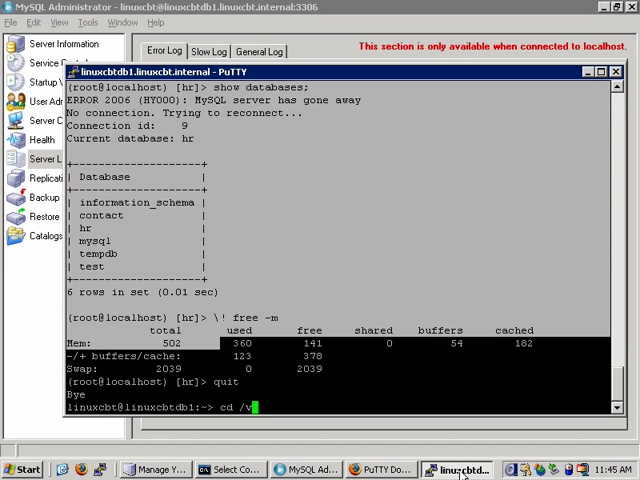 MySQL Administrator - linuxcbt@linuxcbtdb1.linuxcbt.internal:3306
File Edit View Tools Window Help
Server Information
Error Log Slow Log General Log
This section is only available when connected to localhost.
Service Con
Startup V
User Adm
Server C
Health
Server L
Replicati
Backup
Restore
Catalogs
linuxcbtdb1.linuxcbt.internal - PuTTY
(root@localhost) [hr]> show databases;
ERROR 2006 (HY000): MySQL server has gone away
No connection. Trying to reconnect...
Connection id:    9
Current database: hr
+--------------------+
| Database           |
+--------------------+
| information_schema |
| contact            |
| hr                 |
| mysql              |
| tempdb             |
| test               |
+--------------------+
6 rows in set (0.01 sec)
(root@localhost) [hr]> \! free -m
total used free shared buffers cached
Mem: 502 360 141 0 54 182
-/+ buffers/cache: 123 378
Swap: 2039 0 2039
(root@localhost) [hr]> quit
Bye
linuxcbt@linuxcbtdb1:~> cd /v
Start Manage Y... Select Co... MySQL Ad... PuTTY Do... linuxcbtd... 11:45 AM